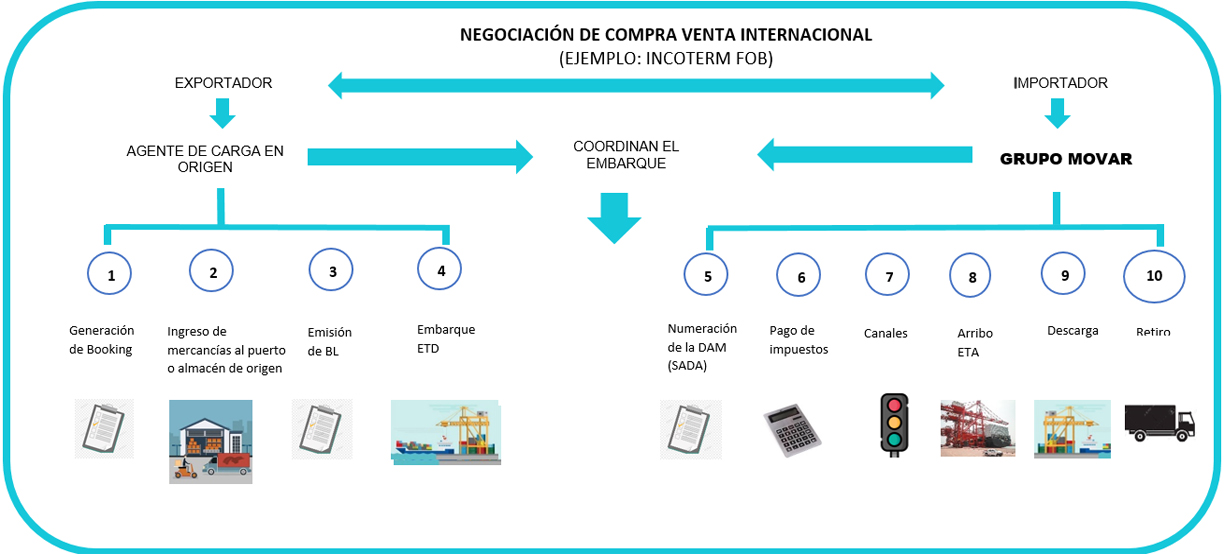 NEGOCIACIÓN DE COMPRA VENTA INTERNACIONAL
(EJEMPLO: INCOTERM FOB)
EXPORTADOR
IMPORTADOR
AGENTE DE CARGA EN
ORIGEN
COORDINAN EL
EMBARQUE
GRUPO MOVAR
1
2
3
4
5
6
7
8
9
10
Generación
de Booking
Ingreso de
mercancías al puerto
o almacén de origen
Emisión
de BL
Embarque
ETD
Numeración
de la DAM
(SADA)
Pago de
impuestos
Canales
Arribo
ETA
Descarga
Retiro